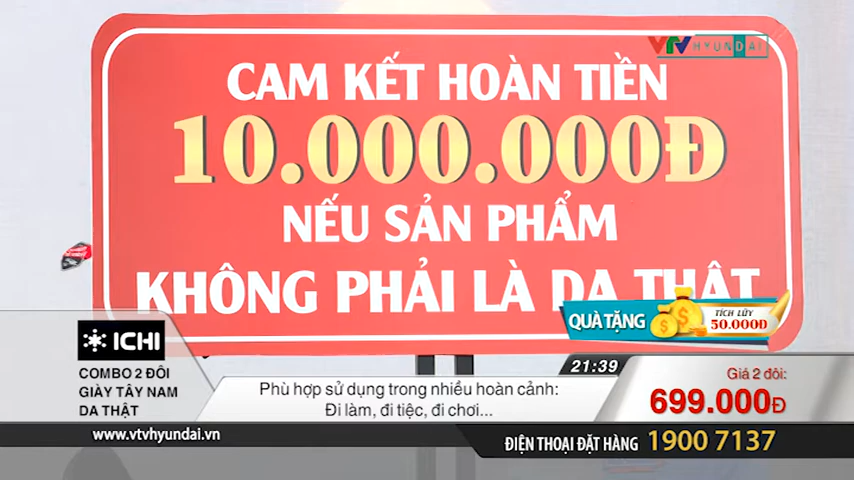 VTV HYUNDAI
CAM KẾT HOÀN TIỀN
10.000.000Đ
NẾU SẢN PHẨM
KHÔNG PHẢI LÀ DA THẬT
QUÀ TẶNG
TÍCH LŨY
50.000Đ
ICHI
COMBO 2 ĐÔI
GIÀY TÂY NAM
DA THẬT
21:39
Phù hợp sử dụng trong nhiều hoàn cảnh:
Đi làm, đi tiệc, đi chơi...
Giá 2 đôi:
699.000Đ
www.vtvhyundai.vn
ĐIỆN THOẠI ĐẶT HÀNG 1900 7137